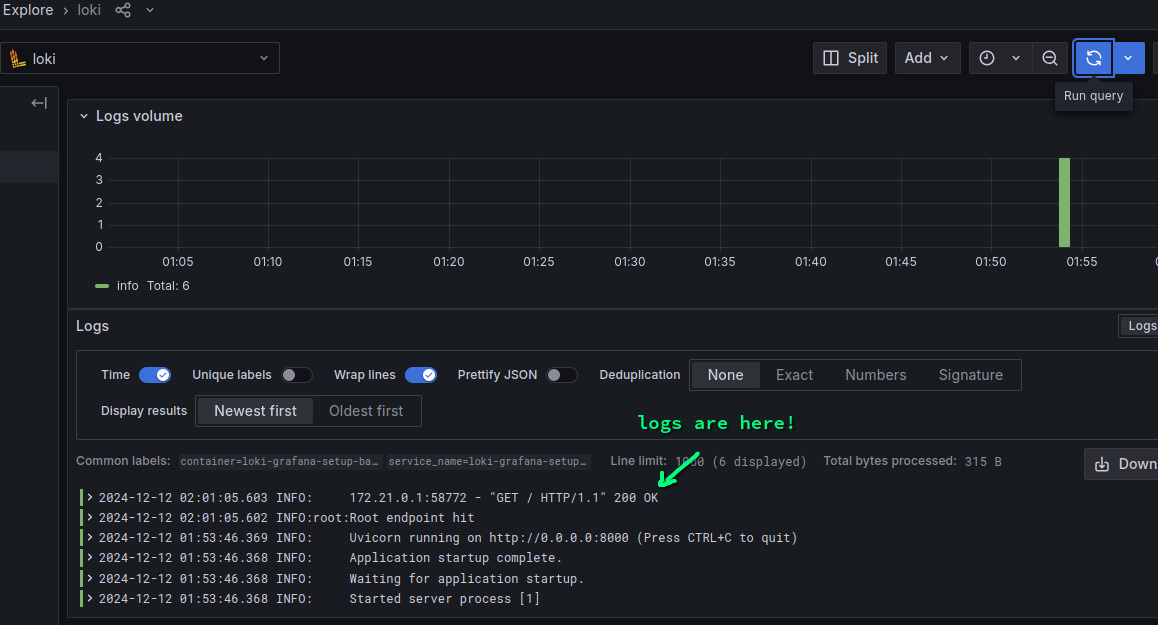 Explore › loki
loki
Split
Add
Run query
Logs volume
4
3
2
1
0
01:05 01:10 01:15 01:20 01:25 01:30 01:35 01:40 01:45 01:50 01:55
info Total: 6
Logs
Logs
Time Unique labels Wrap lines Prettify JSON Deduplication None Exact Numbers Signature
Display results Newest first Oldest first
logs are here!
Common labels: container=loki-grafana-setup-ba… service_name=loki-grafana-setup… Line limit: 1000 (6 displayed) Total bytes processed: 315 B
Down
2024-12-12 02:01:05.603 INFO: 172.21.0.1:58772 - "GET / HTTP/1.1" 200 OK
2024-12-12 02:01:05.602 INFO:root:Root endpoint hit
2024-12-12 01:53:46.369 INFO: Uvicorn running on http://0.0.0.0:8000 (Press CTRL+C to quit)
2024-12-12 01:53:46.368 INFO: Application startup complete.
2024-12-12 01:53:46.368 INFO: Waiting for application startup.
2024-12-12 01:53:46.368 INFO: Started server process [1]